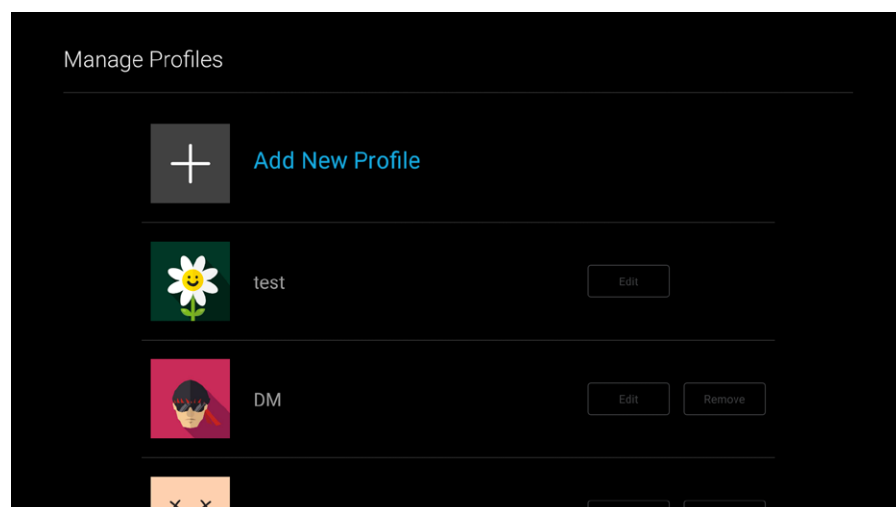 Manage Profiles
Add New Profile
test
Edit
DM
Edit
Remove